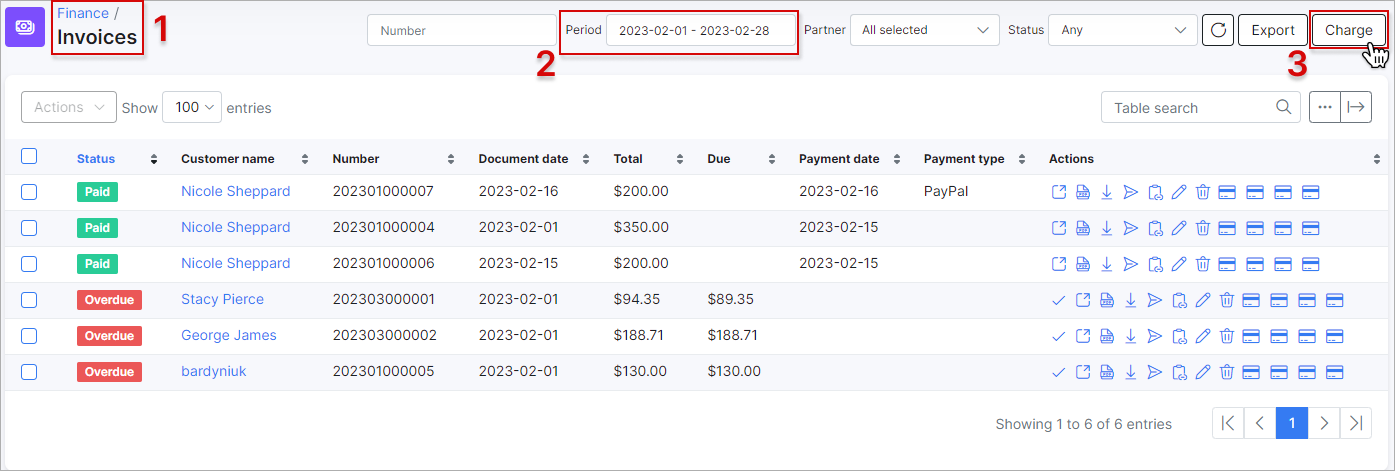 Finance /
Invoices
1
Number
Period 2023-02-01 - 2023-02-28
2
Partner All selected
Status Any
Export
3
Charge
Actions Show 100 entries
Table search
Status Customer name Number Document date Total Due Payment date Payment type Actions
Paid Nicole Sheppard 202301000007 2023-02-16 $200.00 2023-02-16 PayPal
Paid Nicole Sheppard 202301000004 2023-02-01 $350.00 2023-02-15
Paid Nicole Sheppard 202301000006 2023-02-15 $200.00 2023-02-15
Overdue Stacy Pierce 202303000001 2023-02-01 $94.35 $89.35
Overdue George James 202303000002 2023-02-01 $188.71 $188.71
Overdue bardyniuk 202301000005 2023-02-01 $130.00 $130.00
Showing 1 to 6 of 6 entries 1